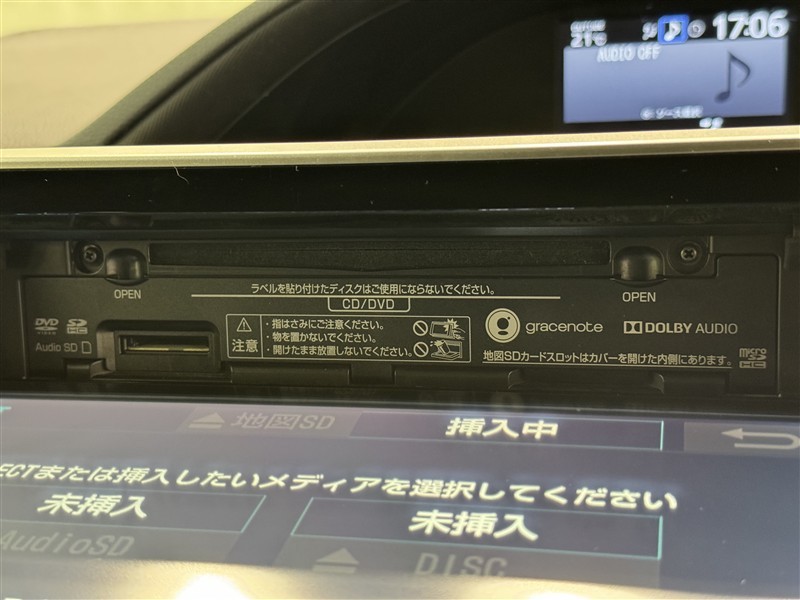 21℃
17:06
AUDIO OFF
OPEN
OPEN
ラベルを貼り付けたディスクはご使用にならないでください。
CD/DVD
DVD
VIDEO
SD
HC
Audio SD
注意
・指はさみにご注意ください。
・物を置かないでください。
・開けたまま放置しないでください。
gracenote
DOLBY AUDIO
地図SDカードスロットはカバーを開けた内側にあります。
micro
SD
HC
地図SD
挿入中
ECTまたは挿入したいメディアを選択してください
未挿入
未挿入
AudioSD
DISC